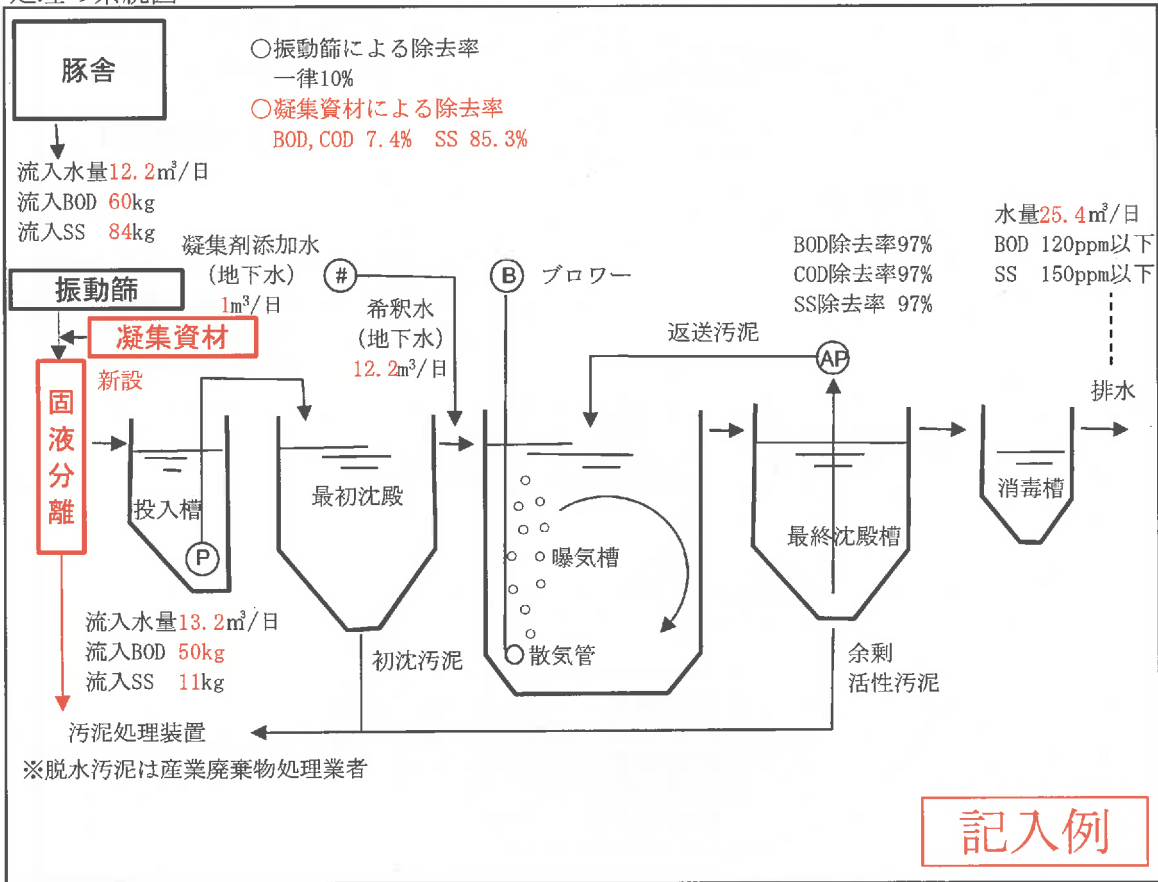 豚舎
○振動篩による除去率
一律10%
○凝集資材による除去率
BOD,COD 7.4% SS 85.3%
流入水量12.2㎥/日
流入BOD 60kg
流入SS 84kg
振動篩
凝集剤添加水
(地下水)
1㎥/日
凝集資材
新設
固液分離
#
希釈水
(地下水)
12.2㎥/日
B
ブロワー
BOD除去率97%
COD除去率97%
SS除去率 97%
返送汚泥
AP
水量25.4㎥/日
BOD 120ppm以下
SS 150ppm以下
排水
投入槽
P
最初沈殿
曝気槽
散気管
最終沈殿槽
消毒槽
流入水量13.2㎥/日
流入BOD 50kg
流入SS 11kg
初沈汚泥
余剰
活性汚泥
汚泥処理装置
※脱水汚泥は産業廃棄物処理業者
記入例